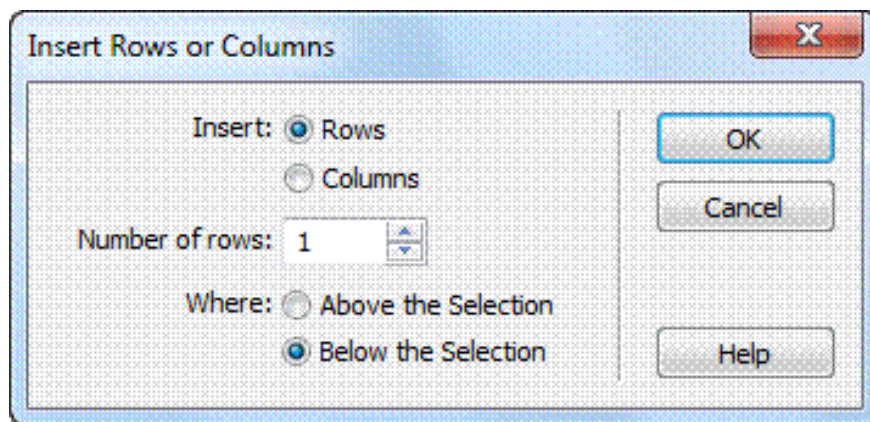 Insert Rows or Columns
Insert: Rows
Columns
Number of rows: 1
Where: Above the Selection
Below the Selection
OK
Cancel
Help